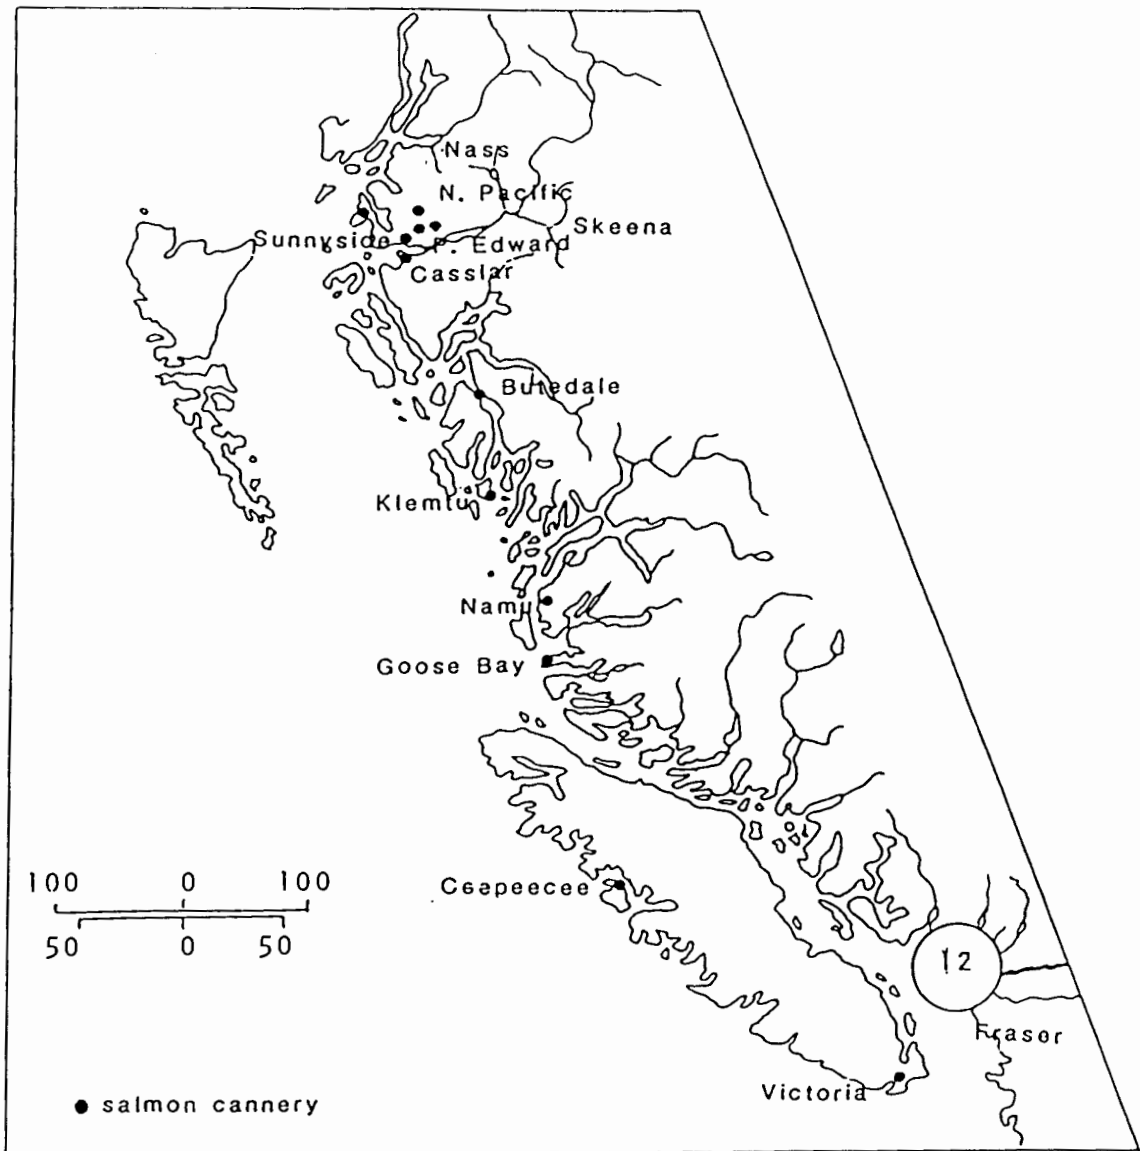 Nass
N. Pacific
Skeena
Sunnyside
P. Edward
Cassiar
Butedale
Klemtu
Namu
Goose Bay
Ceepeecee
100 0 100
50 0 50
12
Fraser
Victoria
salmon cannery